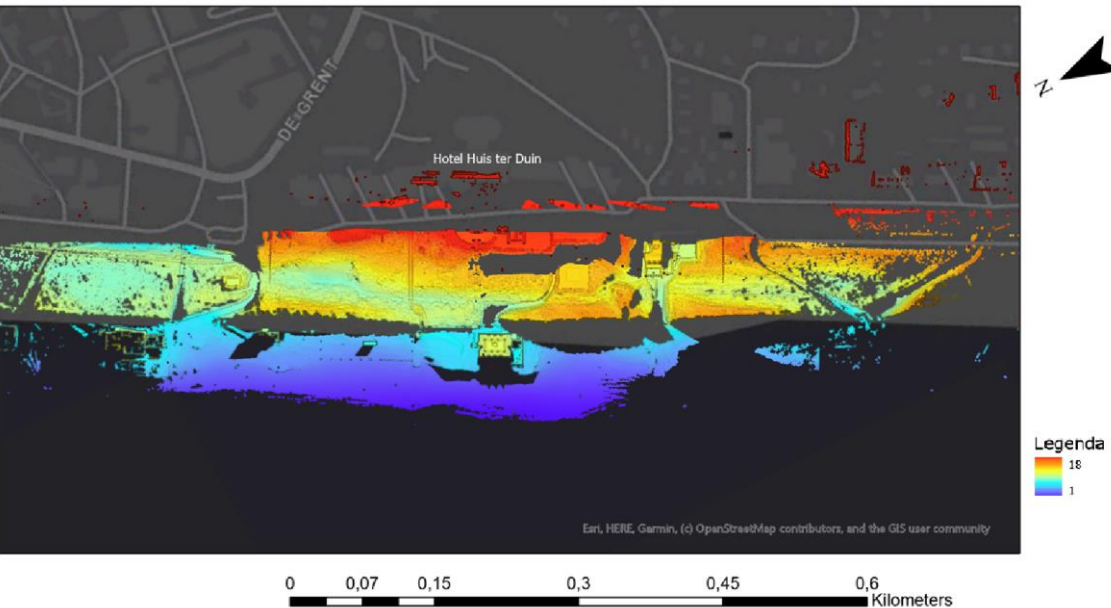 N
DE GRENT
Hotel Huis ter Duin
Legenda
18
1
Esri, HERE, Garmin, (c) OpenStreetMap contributors, and the GIS user community
0 0,07 0,15 0,3 0,45 0,6
Kilometers